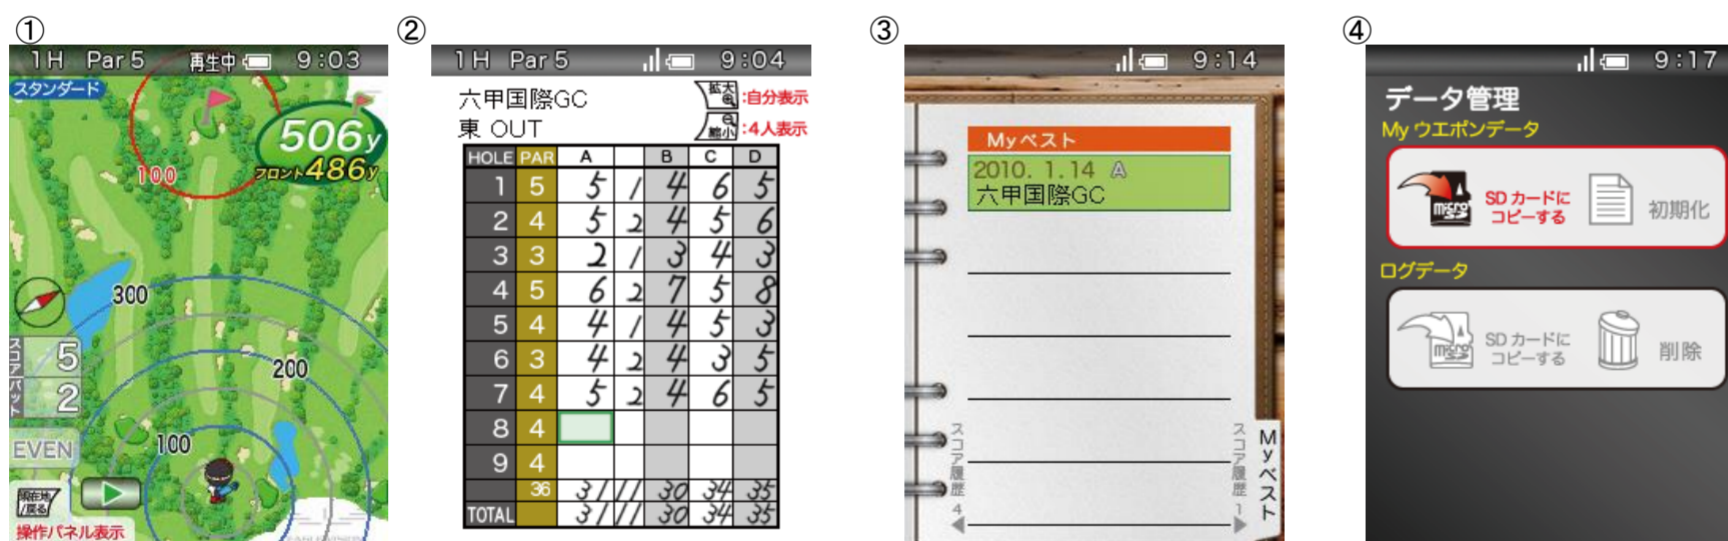 ①
1H Par 5 再生中 9:03
スタンダード
506y
フロント486y
100
300
200
100
スコア 5
パット 2
EVEN
現在地/戻る
操作パネル表示
②
1H Par 5 9:04
六甲国際GC 拡大 :自分表示
東 OUT 縮小 :4人表示
HOLE PAR A B C D
1 5 5 1 4 6 5
2 4 5 2 4 5 6
3 3 2 1 3 4 3
4 5 6 2 7 5 8
5 4 4 1 4 5 3
6 3 4 2 4 3 5
7 4 5 2 4 6 5
8 4
9 4
36 31 11 30 34 35
TOTAL 31 11 30 34 35
③
9:14
Myベスト
2010. 1.14 A
六甲国際GC
スコア履歴 4
スコア履歴 1
Myベスト
④
9:17
データ管理
My ウエポンデータ
micro SD
SD カードに
コピーする
初期化
ログデータ
micro SD
SD カードに
コピーする
削除